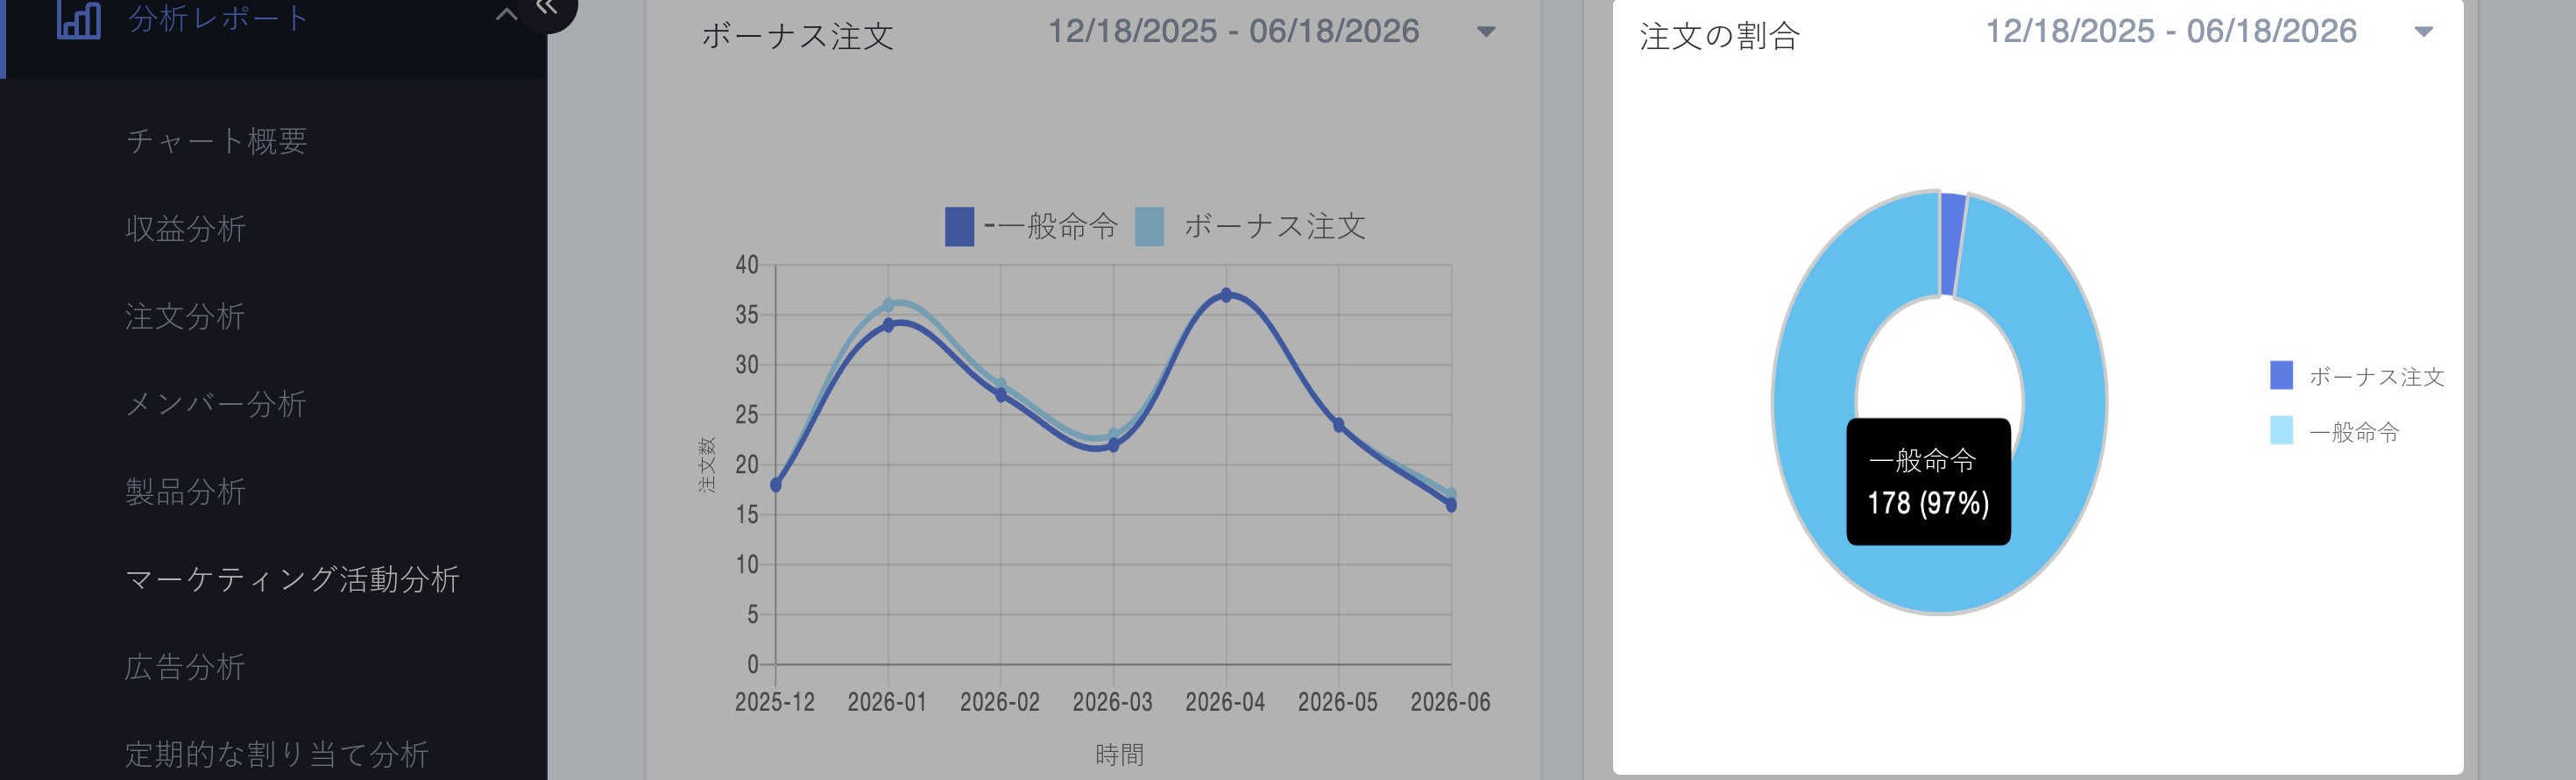 分析レポート
チャート概要
収益分析
注文分析
メンバー分析
製品分析
マーケティング活動分析
広告分析
定期的な割り当て分析
ボーナス注文
12/18/2025 - 06/18/2026
-一般命令
ボーナス注文
40
35
30
25
20
15
10
5
0
注文数
2025-12
2026-01
2026-02
2026-03
2026-04
2026-05
2026-06
時間
注文の割合
12/18/2025 - 06/18/2026
一般命令
178 (97%)
ボーナス注文
一般命令